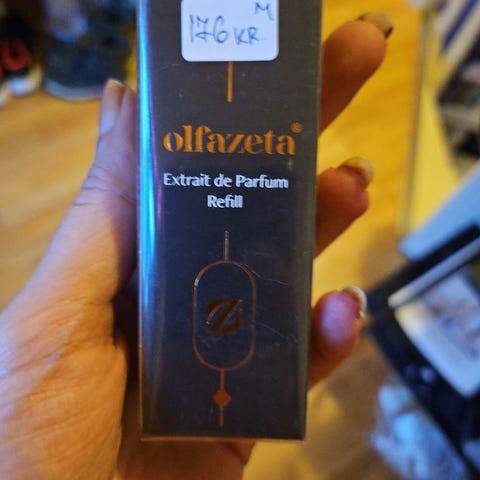 M
176 KR.
olfazeta®
Extrait de Parfum
Refill